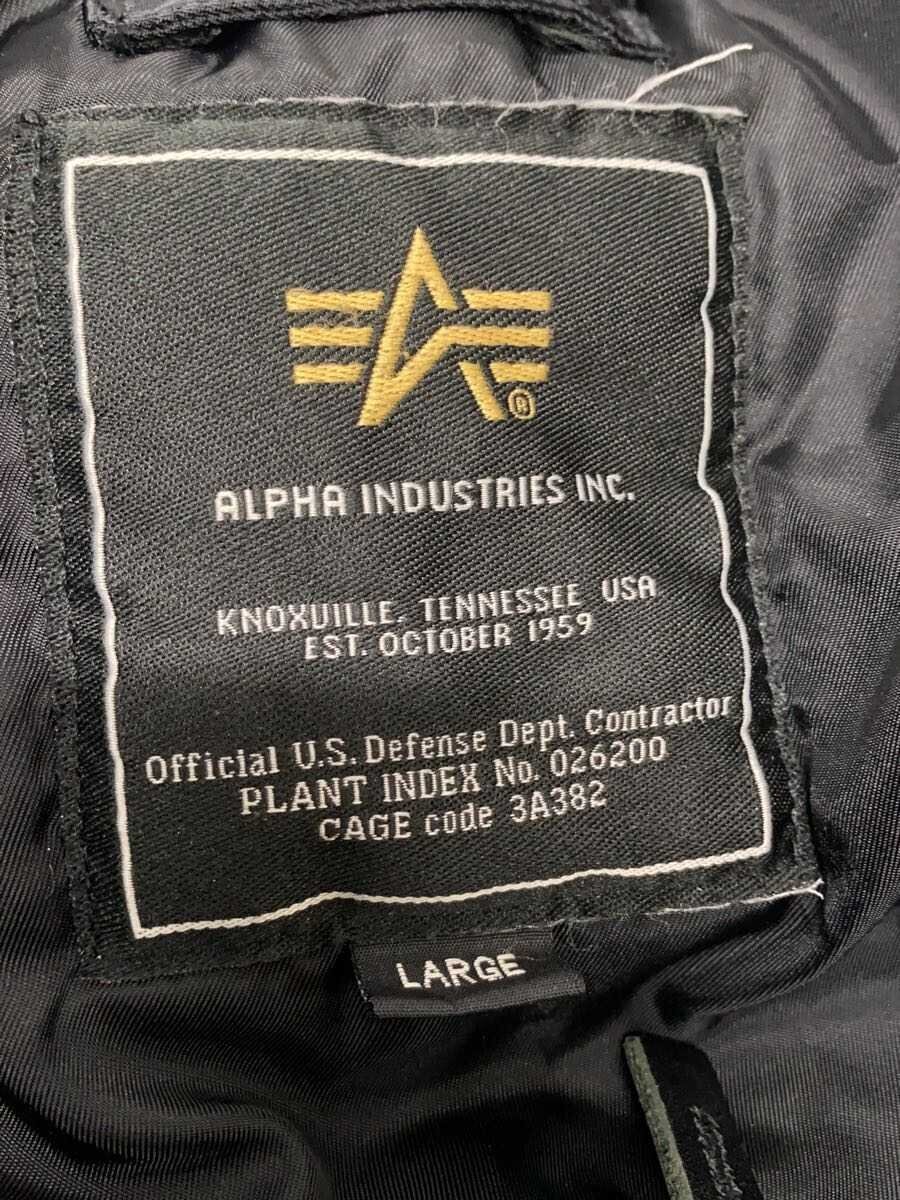 ®
ALPHA INDUSTRIES INC.
KNOXVILLE, TENNESSEE USA
EST. OCTOBER 1959
Official U.S. Defense Dept. Contractor
PLANT INDEX No. 026200
CAGE code 3A382
LARGE